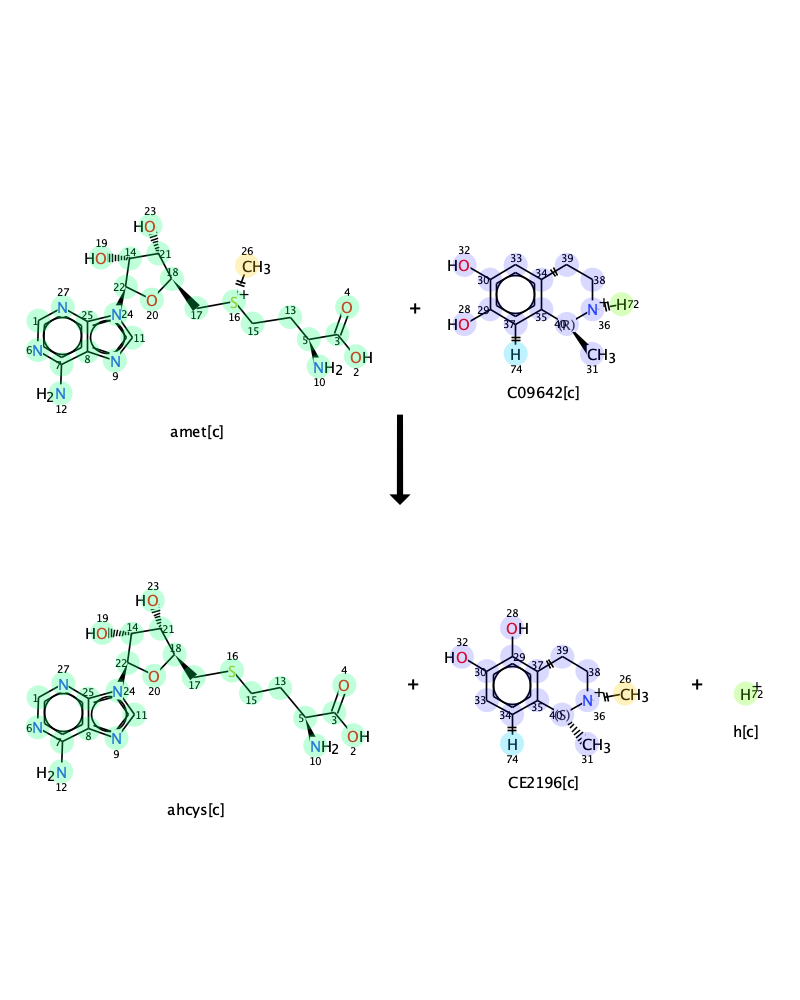 23
HO
19
HO
14
21
26
CH3
18
27
N
22
O
20
S
+
16
17
15
13
4
O
5
3
OH
2
NH2
10
1
25
N
24
11
6
N
7
8
N
9
H2N
12
amet[c]
+
32
HO
33
39
30
34
38
28
HO
29
35
37
40
(R)
N
+
H
72
36
H
74
CH3
31
C09642[c]
23
HO
19
HO
14
21
18
27
N
22
O
20
S
16
17
15
13
4
O
5
3
OH
2
NH2
10
1
25
N
24
11
6
N
7
8
N
9
H2N
12
ahcys[c]
+
28
OH
32
HO
29
39
30
37
38
33
35
34
40
(S)
N
+
26
CH3
36
H
74
CH3
31
CE2196[c]
+
H
+
72
h[c]